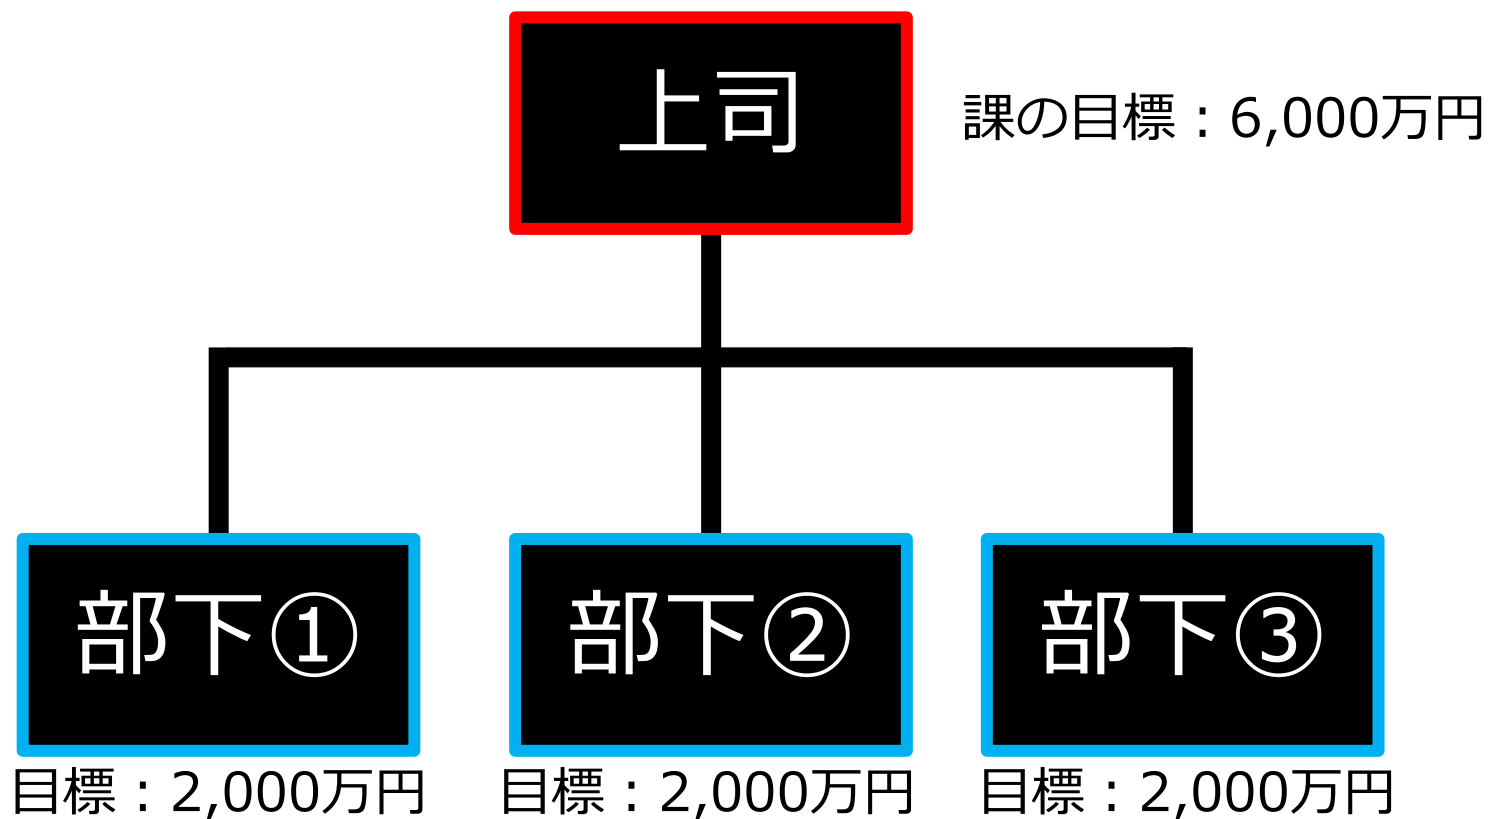 上司
課の目標：6,000万円
部下①
部下②
部下③
目標：2,000万円
目標：2,000万円
目標：2,000万円